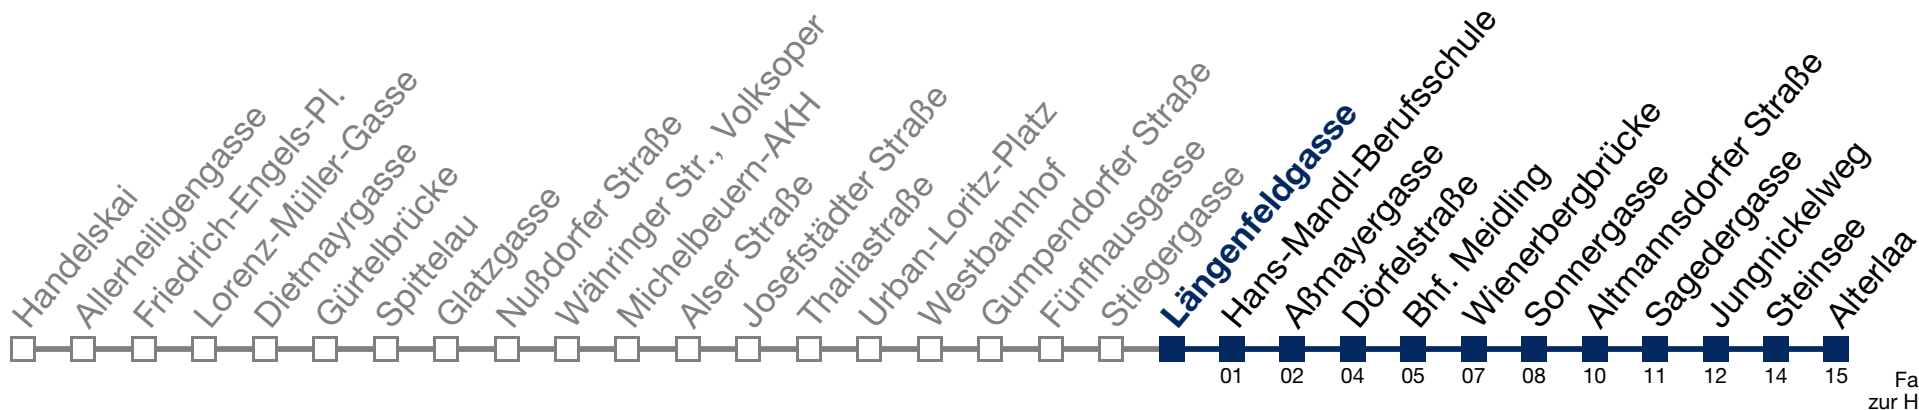 Handelskai
Allerheiligengasse
Friedrich-Engels-Pl.
Lorenz-Müller-Gasse
Dietmayrgasse
Gürtelbrücke
Spittelau
Glatzgasse
Nußdorfer Straße
Währinger Str., Volksoper
Michelbeuern-AKH
Alser Straße
Josefstädter Straße
Thaliastraße
Urban-Loritz-Platz
Westbahnhof
Gumpendorfer Straße
Fünfhausgasse
Stiegergasse
Längenfeldgasse
Hans-Mandl-Berufsschule
Aßmayergasse
Dörfelstraße
Bhf. Meidling
Wienerbergbrücke
Sonnergasse
Altmannsdorfer Straße
Sagedergasse
Jungnickelweg
Steinsee
Alterlaa
01 02 04 05 07 08 10 11 12 14 15
Fa
zur H